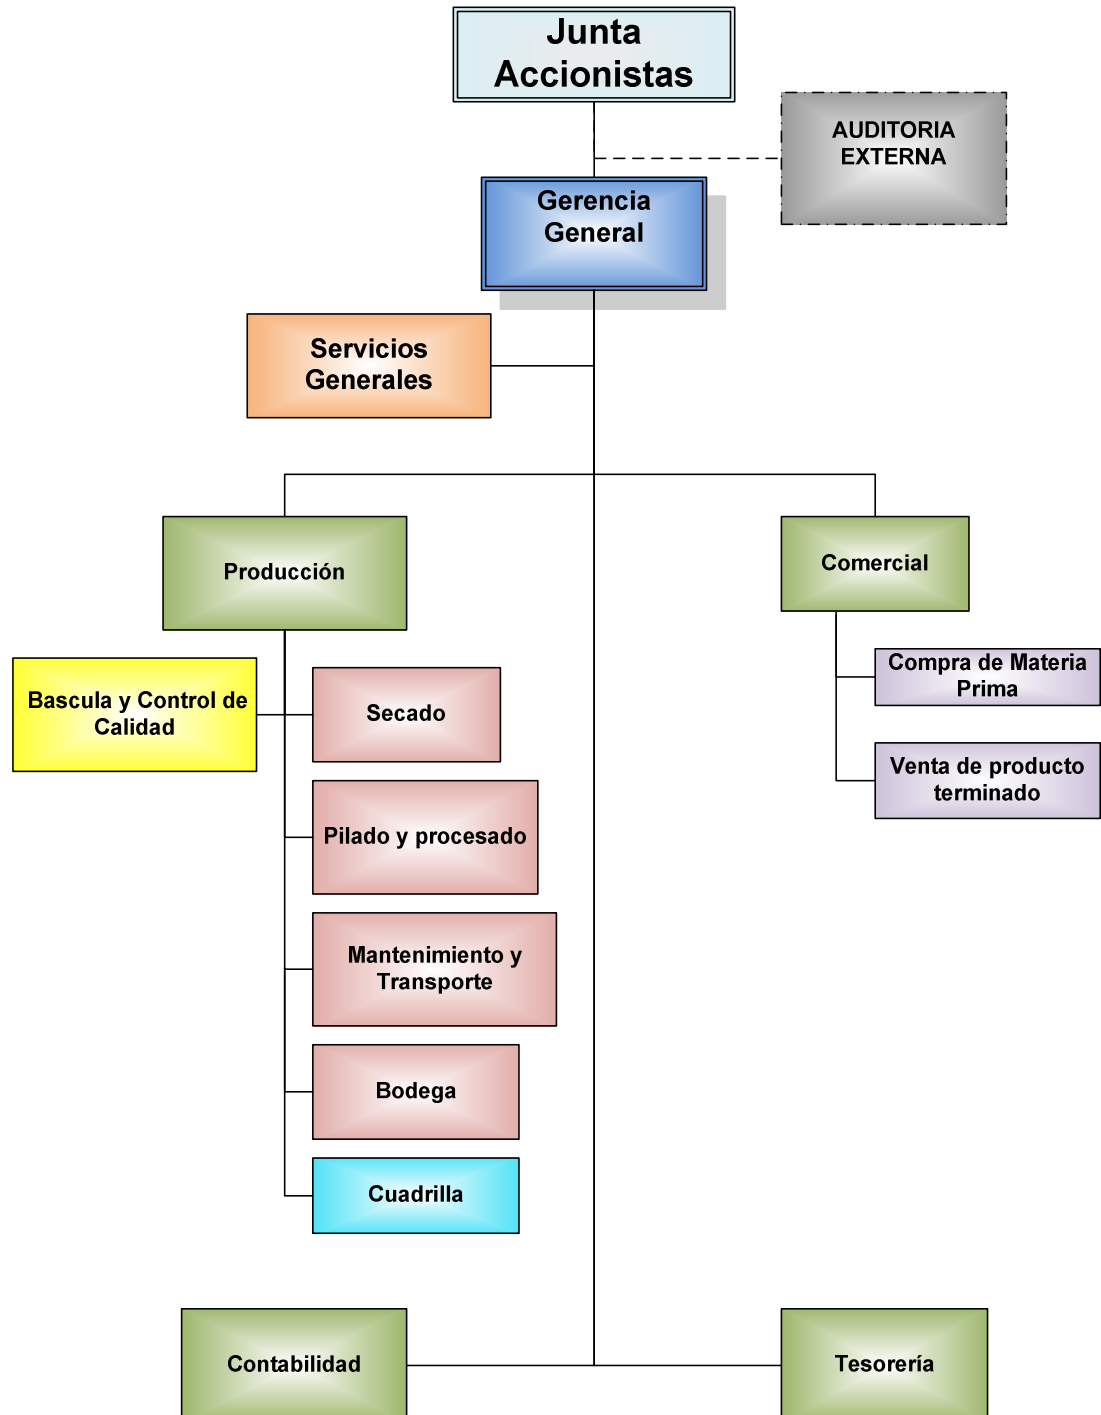 Junta
Accionistas
AUDITORIA
EXTERNA
Gerencia
General
Servicios
Generales
Producción
Comercial
Bascula y Control de
Calidad
Secado
Compra de Materia
Prima
Venta de producto
terminado
Pilado y procesado
Mantenimiento y
Transporte
Bodega
Cuadrilla
Contabilidad
Tesorería